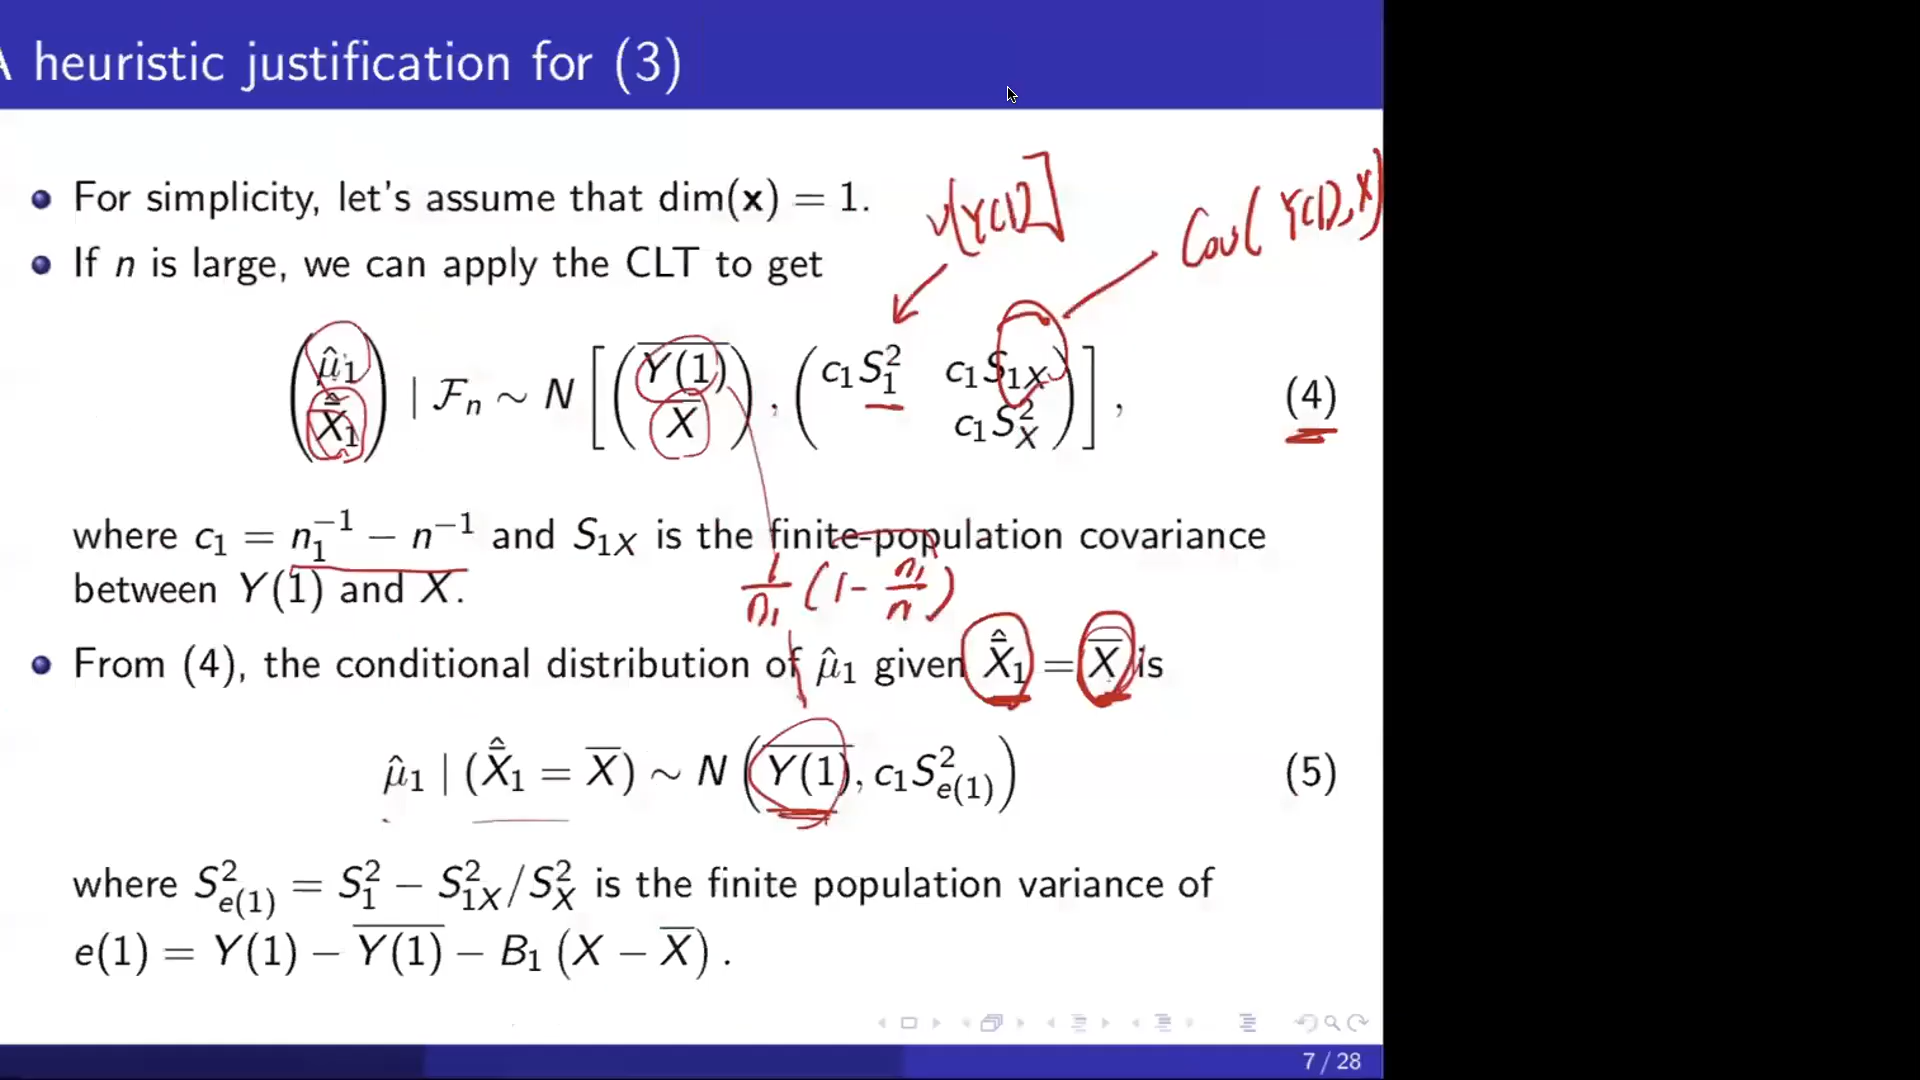 A heuristic justification for (3)
For simplicity, let's assume that dim(x) = 1.
V[Y(1)]
Cov(Y(1), X)
If n is large, we can apply the CLT to get
(μ̂₁ X̄̂₁) | ℱₙ ~ N [ (Y(1)‾ X̄), (c₁S₁² c₁S₁X c₁S_X²) ], (4)
where c₁ = n₁⁻¹ − n⁻¹ and S₁X is the finite-population covariance
between Y(1) and X.
1/n₁ (1 − n₁/n)
From (4), the conditional distribution of μ̂₁ given X̄̂₁ = X̄ is
μ̂₁ | (X̄̂₁ = X̄) ~ N ( Y(1)‾, c₁S²ₑ₍₁₎ ) (5)
where S²ₑ₍₁₎ = S₁² − S₁X²/S_X² is the finite population variance of
e(1) = Y(1) − Y(1)‾ − B₁ (X − X̄).
7 / 28